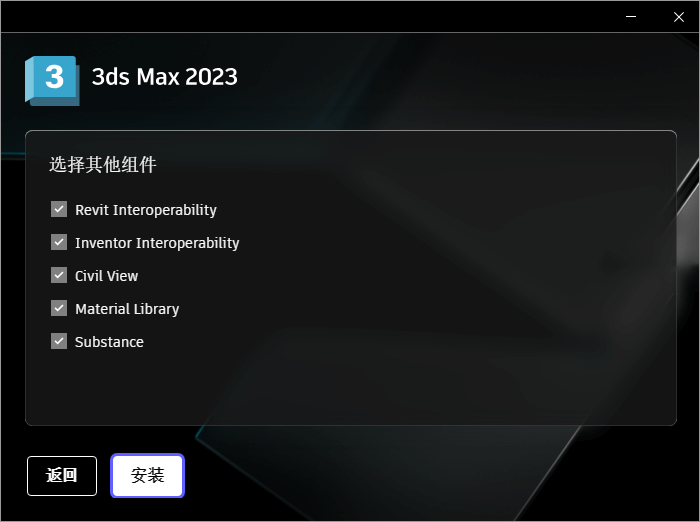 3
3ds Max 2023
选择其他组件
Revit Interoperability
Inventor Interoperability
Civil View
Material Library
Substance
返回
安装